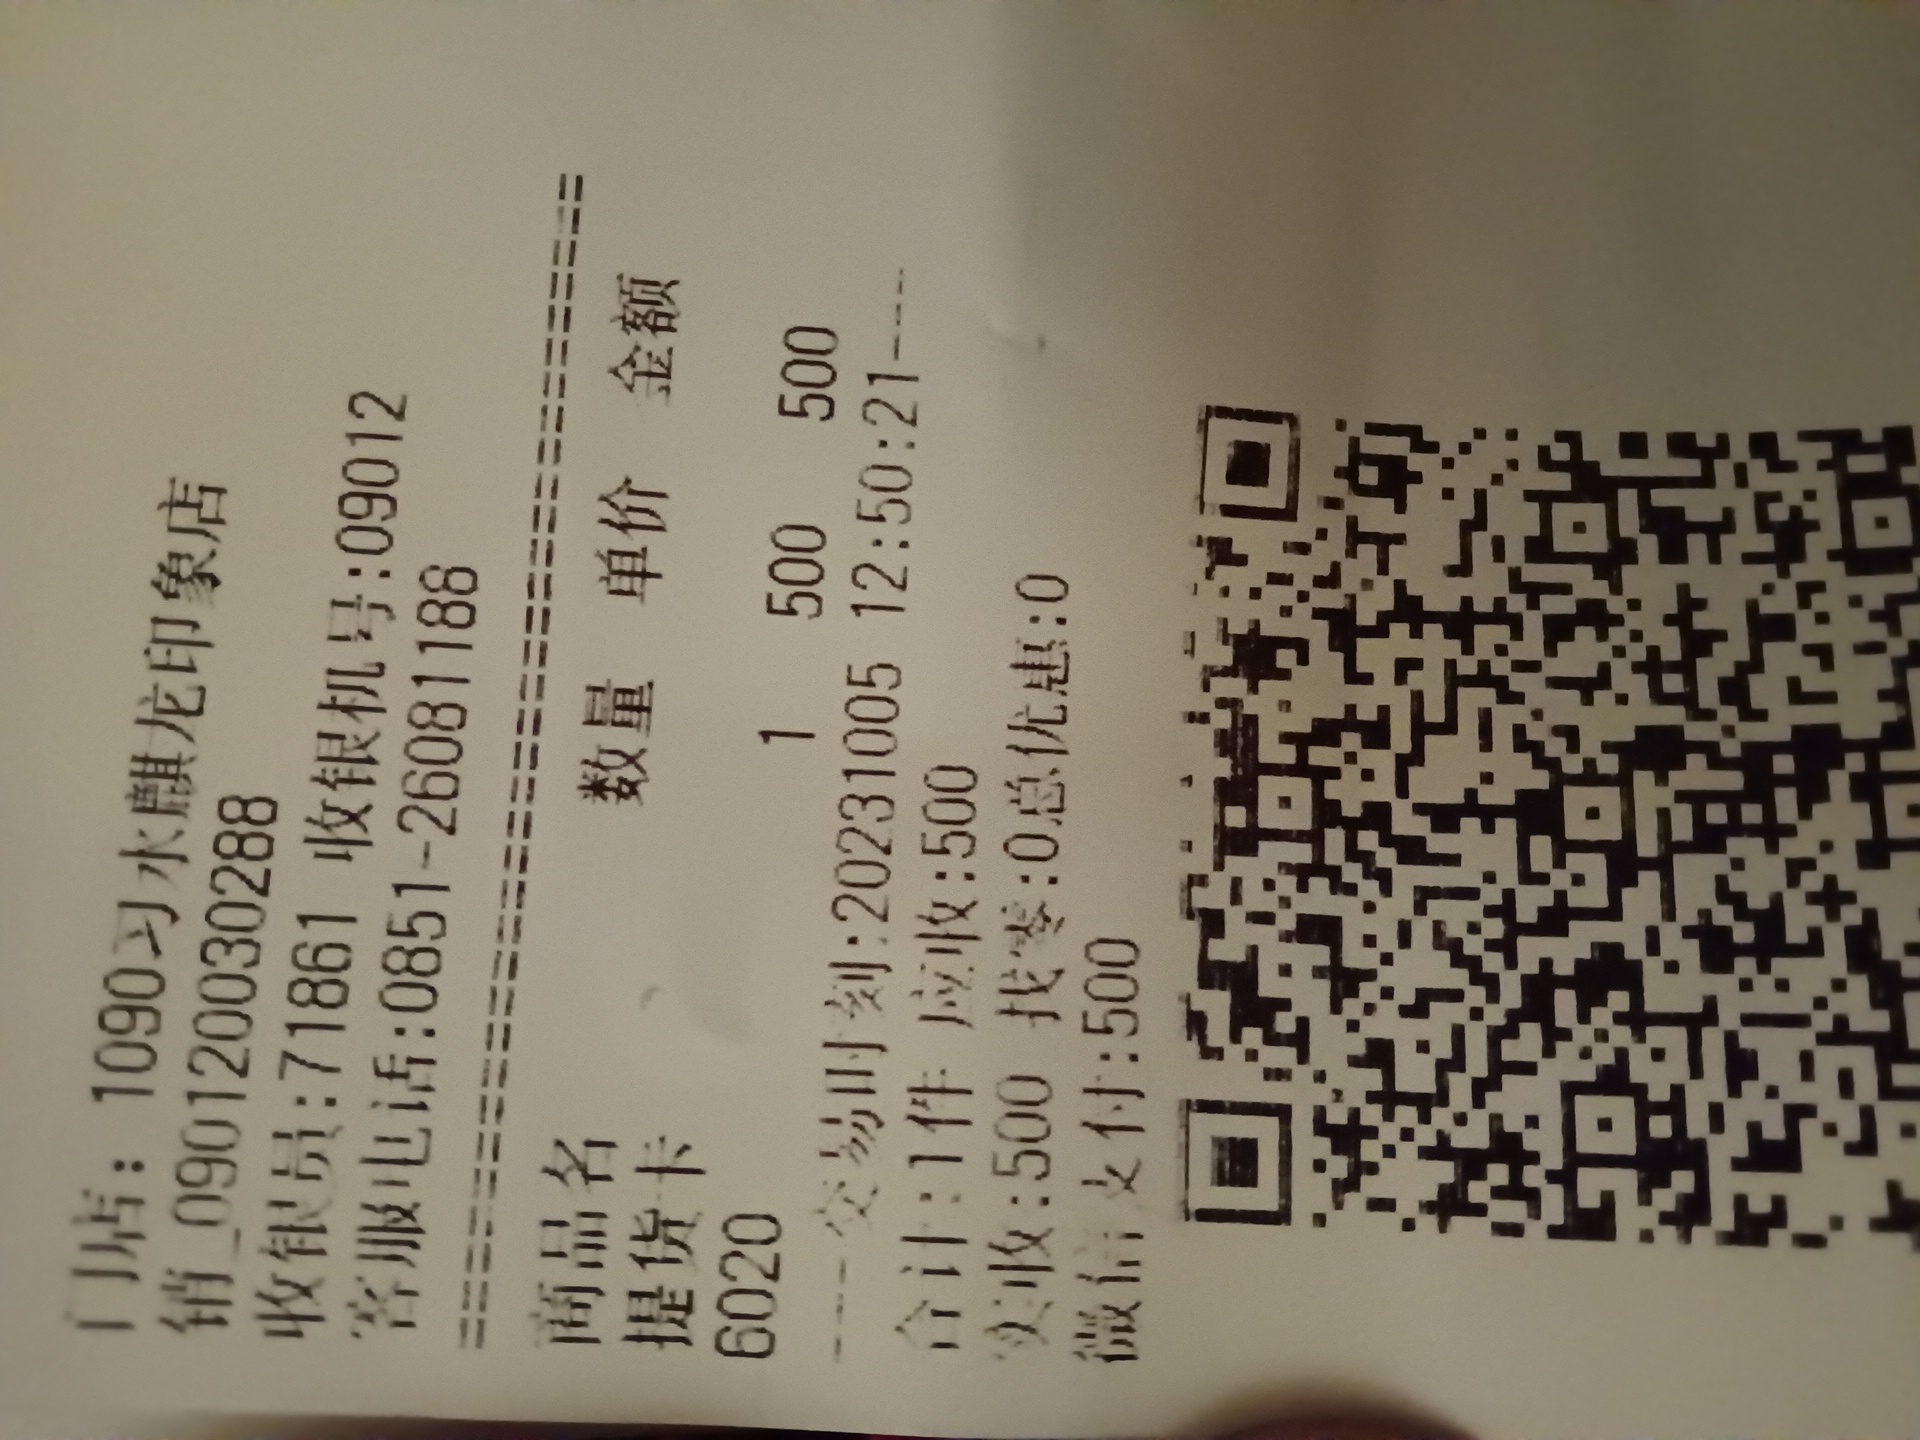 门店: 1090习水麒龙印象店
销_090120030288
收银员:71861 收银机号:09012
客服电话:0851-26081188
================================
商品名 数量 单价 金额
提货卡
6020 1 500 500
----交易时刻:20231005 12:50:21----
合计:1件 应收:500
实收:500 找零:0总优惠:0
微信支付:500